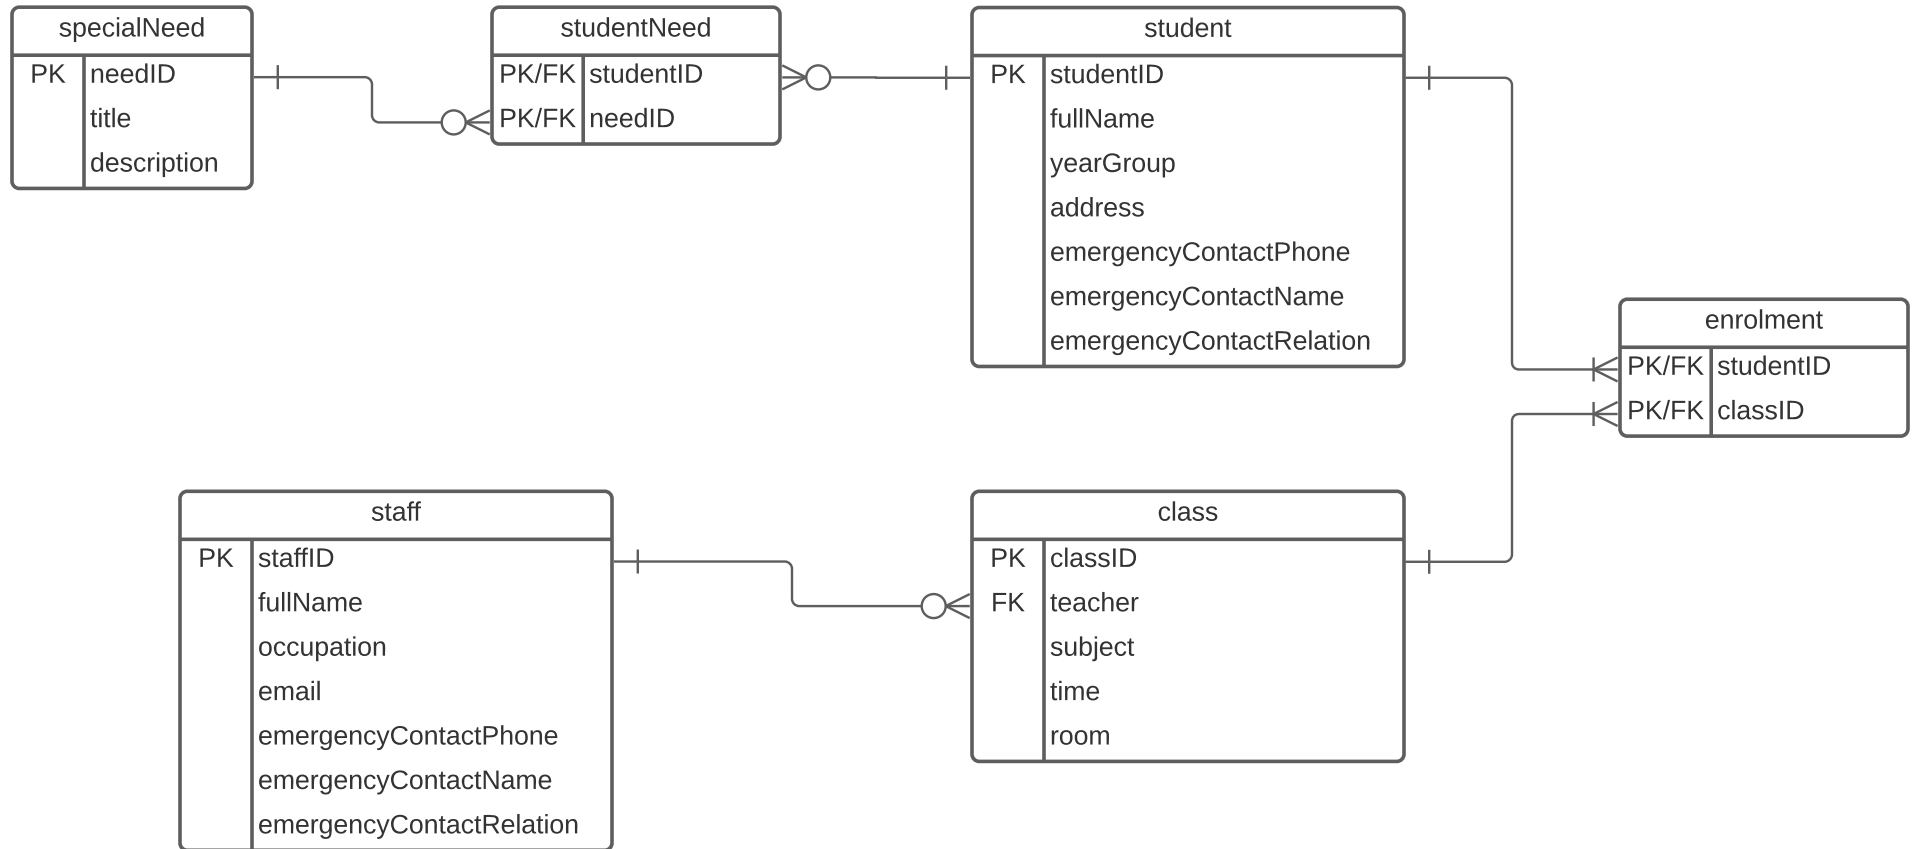 specialNeed
PK needID
title
description
studentNeed
PK/FK studentID
PK/FK needID
student
PK studentID
fullName
yearGroup
address
emergencyContactPhone
emergencyContactName
emergencyContactRelation
enrolment
PK/FK studentID
PK/FK classID
staff
PK staffID
fullName
occupation
email
emergencyContactPhone
emergencyContactName
emergencyContactRelation
class
PK classID
FK teacher
subject
time
room